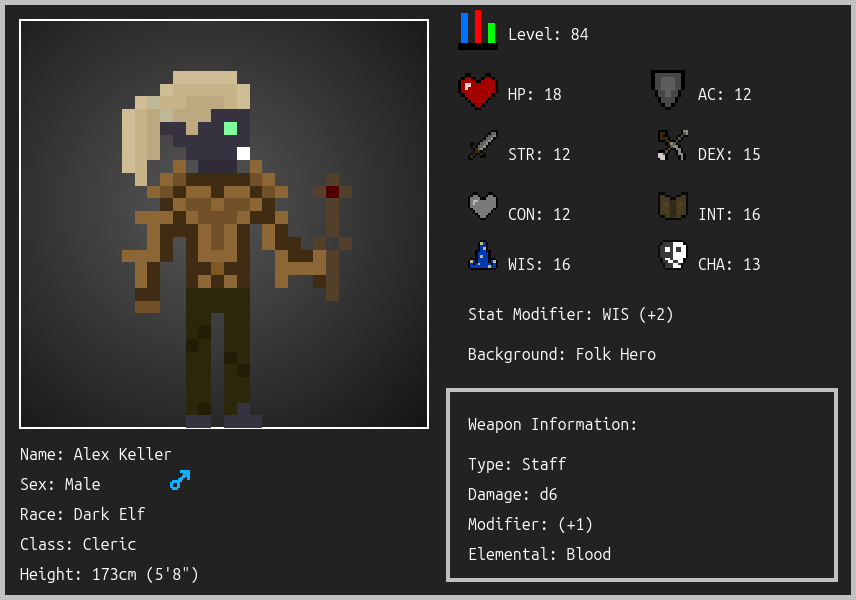 Level: 84
HP: 18
AC: 12
STR: 12
DEX: 15
CON: 12
INT: 16
WIS: 16
CHA: 13
Stat Modifier: WIS (+2)
Background: Folk Hero
Weapon Information:
Type: Staff
Damage: d6
Modifier: (+1)
Elemental: Blood
Name: Alex Keller
Sex: Male
Race: Dark Elf
Class: Cleric
Height: 173cm (5'8")